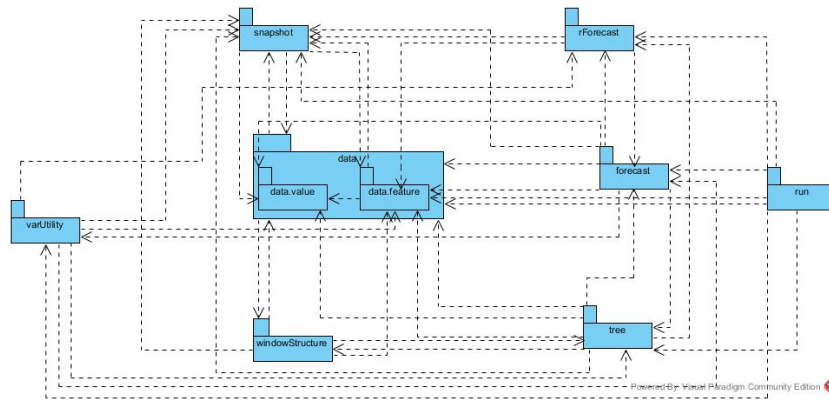 snapshot
rForecast
data
data.value
data.feature
forecast
run
varUtility
windowStructure
tree
Powered By Visual Paradigm Community Edition